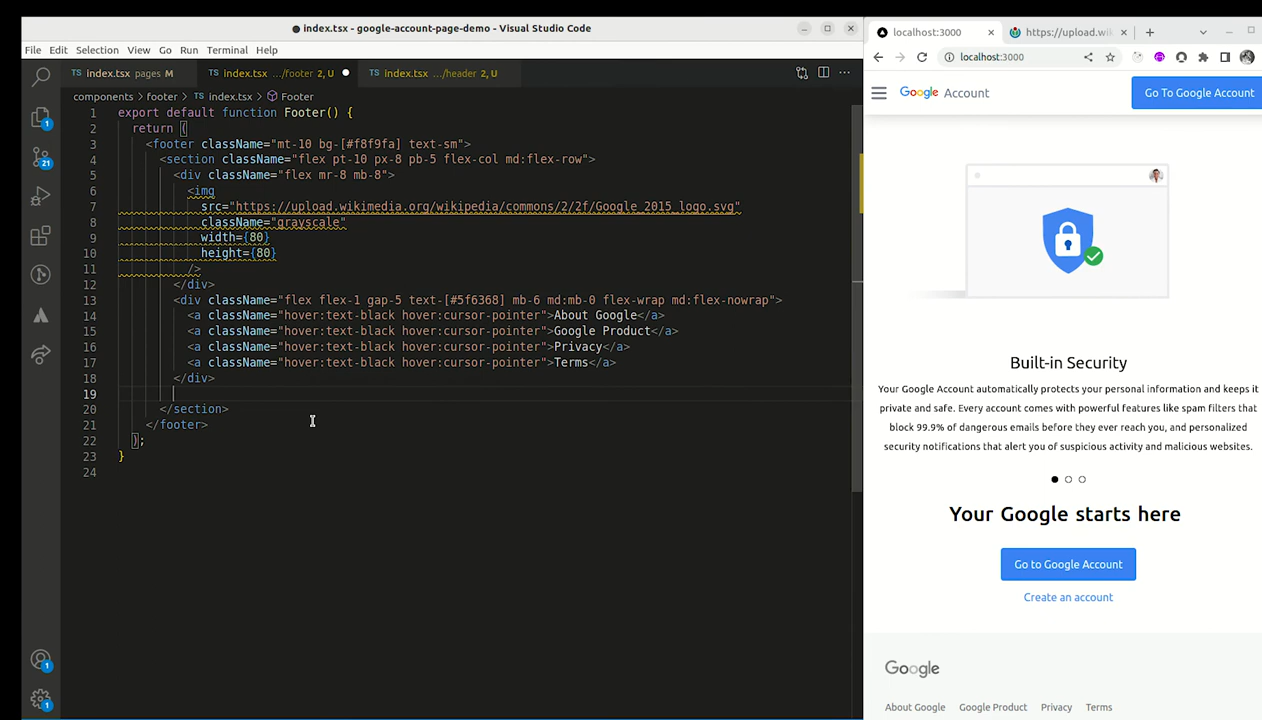 index.tsx - google-account-page-demo - Visual Studio Code
File Edit Selection View Go Run Terminal Help
TS index.tsx pages M TS index.tsx .../footer 2, U TS index.tsx .../header 2, U
components > footer > TS index.tsx > Footer
1 export default function Footer() {
2 return (
3 <footer className="mt-10 bg-[#f8f9fa] text-sm">
4 <section className="flex pt-10 px-8 pb-5 flex-col md:flex-row">
5 <div className="flex mr-8 mb-8">
6 <img
7 src="https://upload.wikimedia.org/wikipedia/commons/2/2f/Google_2015_logo.svg"
8 className="grayscale"
9 width={80}
10 height={80}
11 />
12 </div>
13 <div className="flex flex-1 gap-5 text-[#5f6368] mb-6 md:mb-0 flex-wrap md:flex-nowrap">
14 <a className="hover:text-black hover:cursor-pointer">About Google</a>
15 <a className="hover:text-black hover:cursor-pointer">Google Product</a>
16 <a className="hover:text-black hover:cursor-pointer">Privacy</a>
17 <a className="hover:text-black hover:cursor-pointer">Terms</a>
18 </div>
19
20 </section>
21 </footer>
22 );
23 }
24
1
21
1
1
localhost:3000 https://upload.wik
localhost:3000
Google Account Go To Google Account
Built-in Security
Your Google Account automatically protects your personal information and keeps it
private and safe. Every account comes with powerful features like spam filters that
block 99.9% of dangerous emails before they ever reach you, and personalized
security notifications that alert you of suspicious activity and malicious websites.
Your Google starts here
Go to Google Account
Create an account
Google
About Google Google Product Privacy Terms